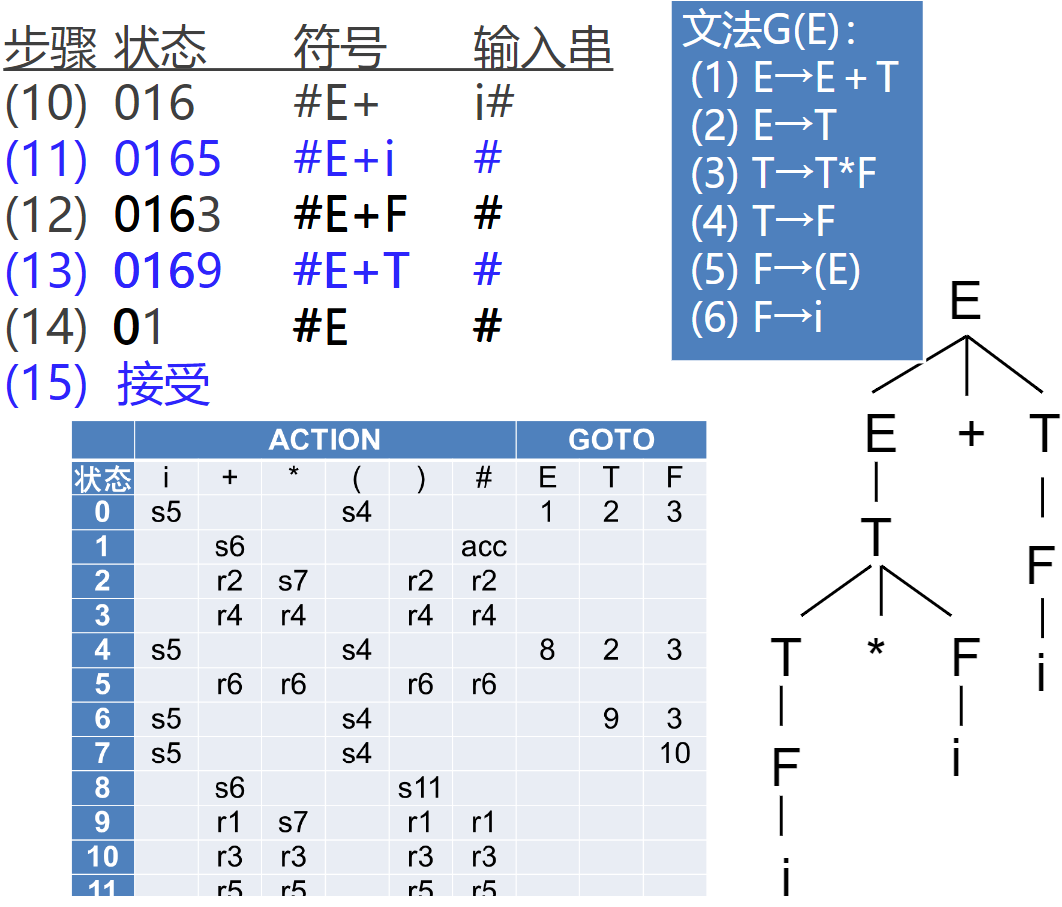 步骤 状态 符号 输入串
(10) 016 #E+ i#
(11) 0165 #E+i #
(12) 0163 #E+F #
(13) 0169 #E+T #
(14) 01 #E #
(15) 接受
文法G(E)：
(1) E→E + T
(2) E→T
(3) T→T*F
(4) T→F
(5) F→(E)
(6) F→i
ACTION GOTO
状态 i + * ( ) # E T F
0 s5 s4 1 2 3
1 s6 acc
2 r2 s7 r2 r2
3 r4 r4 r4 r4
4 s5 s4 8 2 3
5 r6 r6 r6 r6
6 s5 s4 9 3
7 s5 s4 10
8 s6 s11
9 r1 s7 r1 r1
10 r3 r3 r3 r3
11 r5 r5 r5 r5
E
E + T
T F
T * F i
F i
i